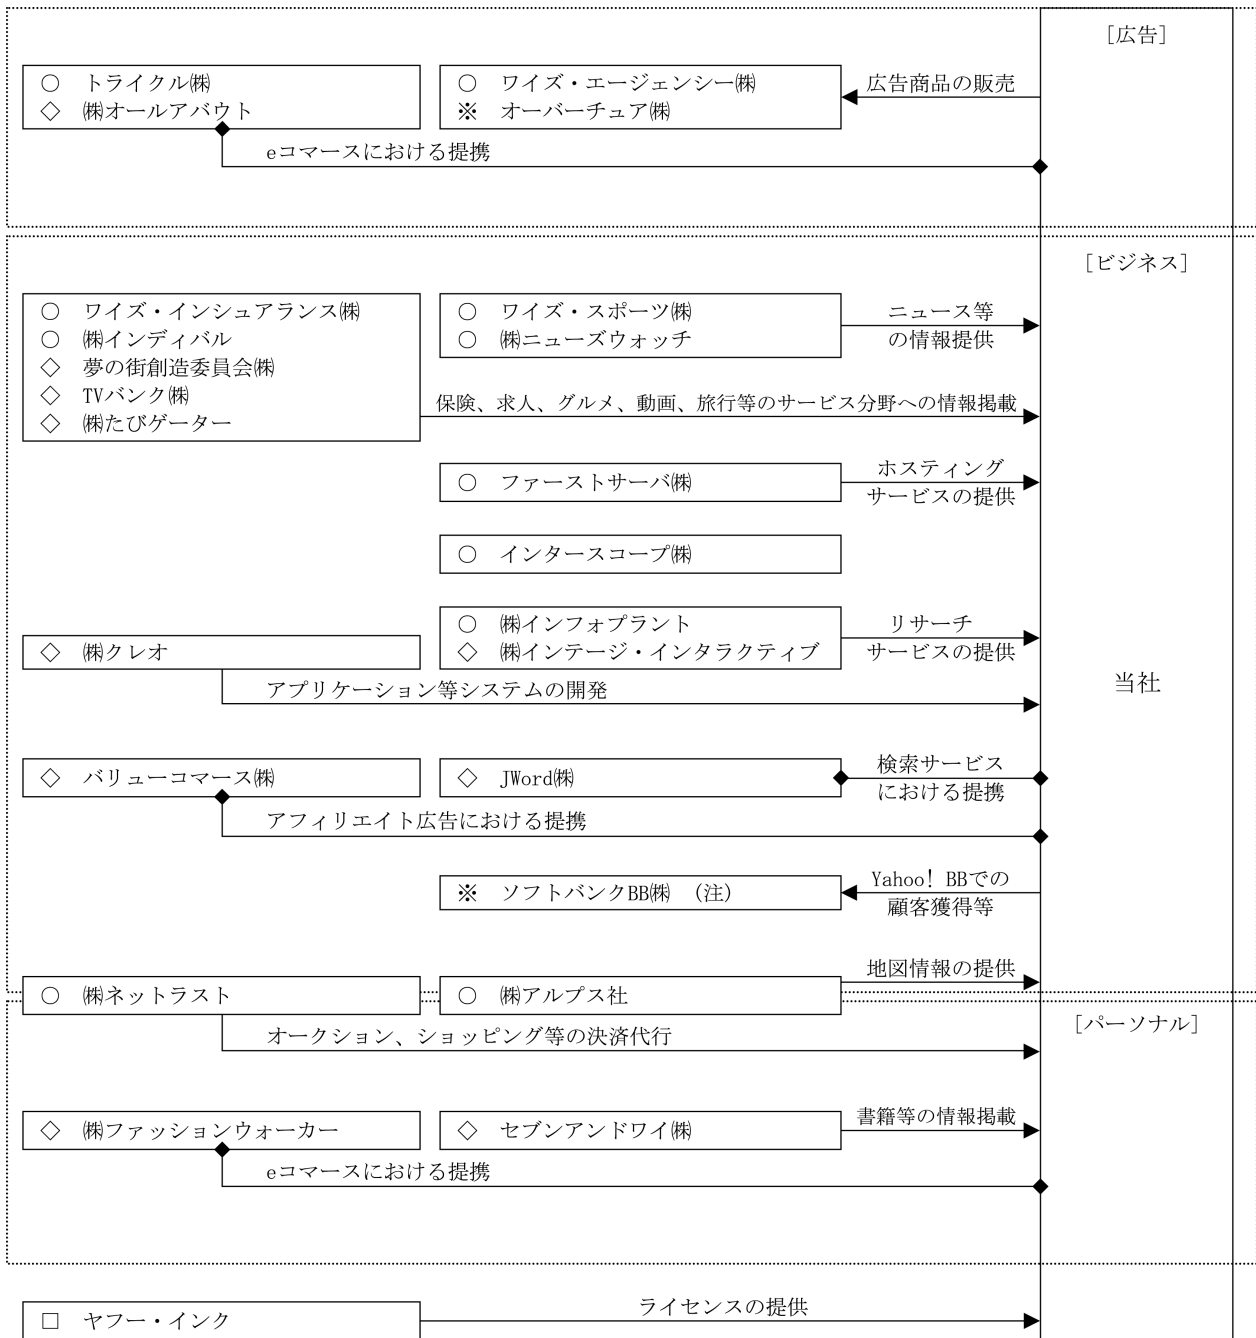 ［広告］
○ トライクル㈱
◇ ㈱オールアバウト
○ ワイズ・エージェンシー㈱
※ オーバーチュア㈱
広告商品の販売
eコマースにおける提携
［ビジネス］
○ ワイズ・インシュアランス㈱
○ ㈱インディバル
◇ 夢の街創造委員会㈱
◇ TVバンク㈱
◇ ㈱たびゲーター
○ ワイズ・スポーツ㈱
○ ㈱ニューズウォッチ
ニュース等
の情報提供
保険、求人、グルメ、動画、旅行等のサービス分野への情報掲載
○ ファーストサーバ㈱
ホスティング
サービスの提供
○ インタースコープ㈱
○ ㈱インフォプラント
◇ ㈱インテージ・インタラクティブ
リサーチ
サービスの提供
◇ ㈱クレオ
アプリケーション等システムの開発
当社
◇ バリューコマース㈱
◇ JWord㈱
検索サービス
における提携
アフィリエイト広告における提携
※ ソフトバンクBB㈱ （注）
Yahoo! BBでの
顧客獲得等
○ ㈱ネットラスト
○ ㈱アルプス社
地図情報の提供
［パーソナル］
オークション、ショッピング等の決済代行
◇ ㈱ファッションウォーカー
◇ セブンアンドワイ㈱
書籍等の情報掲載
eコマースにおける提携
□ ヤフー・インク
ライセンスの提供